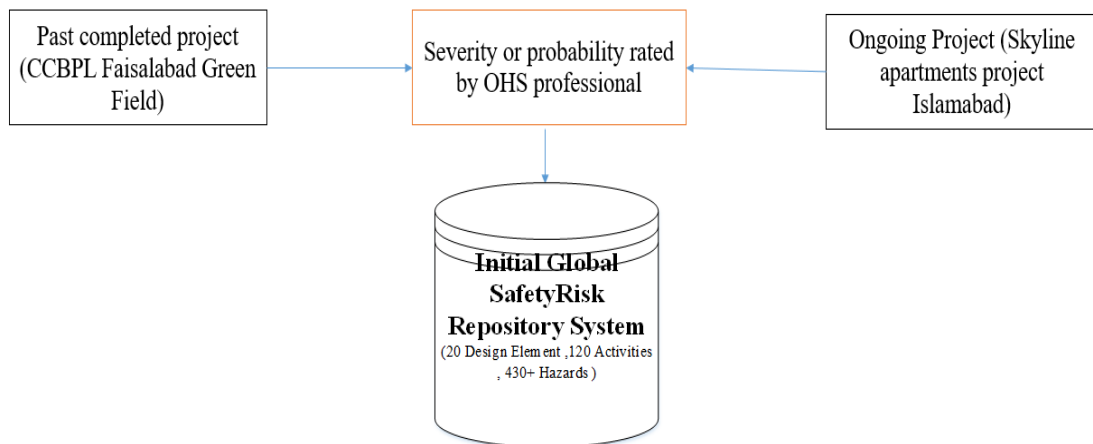 Past completed project
(CCBPL Faisalabad Green
Field)
Severity or probability rated
by OHS professional
Ongoing Project (Skyline
apartments project
Islamabad)
Initial Global
SafetyRisk
Repository System
(20 Design Element ,120 Activities
, 430+ Hazards )